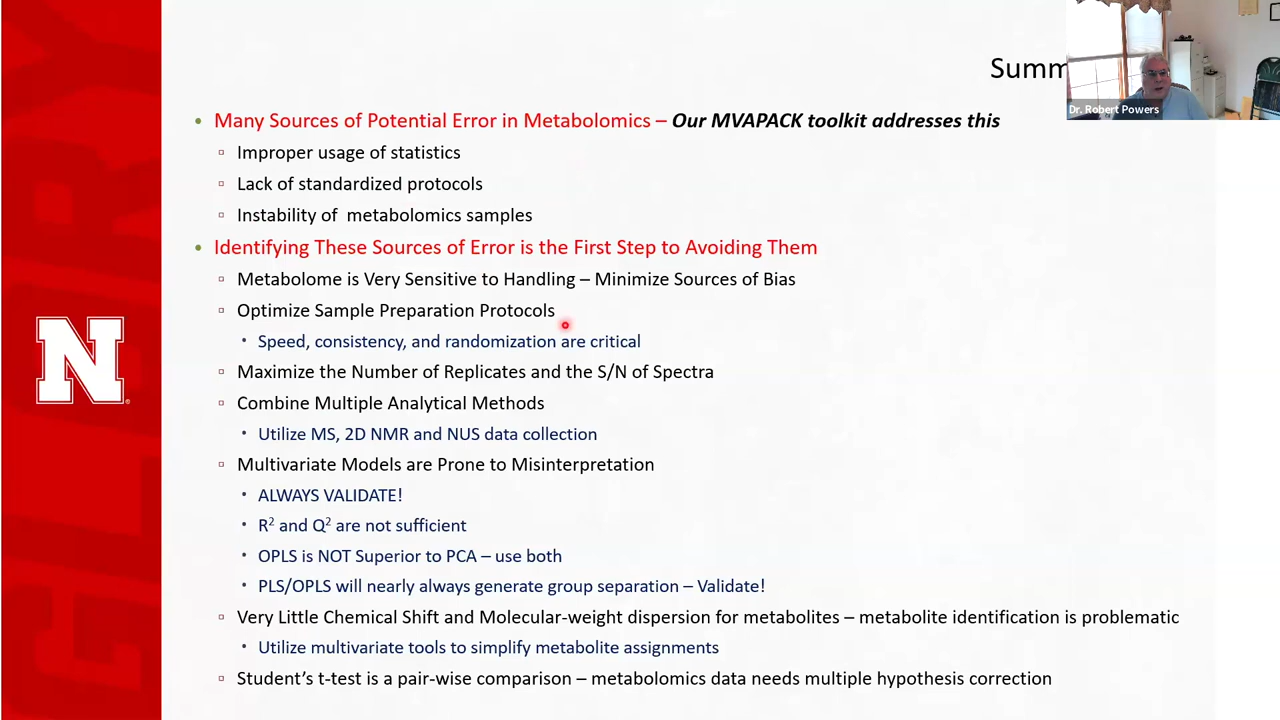 Summ
Dr. Robert Powers
• Many Sources of Potential Error in Metabolomics – Our MVAPACK toolkit addresses this
▫ Improper usage of statistics
▫ Lack of standardized protocols
▫ Instability of metabolomics samples
• Identifying These Sources of Error is the First Step to Avoiding Them
▫ Metabolome is Very Sensitive to Handling – Minimize Sources of Bias
▫ Optimize Sample Preparation Protocols
• Speed, consistency, and randomization are critical
▫ Maximize the Number of Replicates and the S/N of Spectra
▫ Combine Multiple Analytical Methods
• Utilize MS, 2D NMR and NUS data collection
▫ Multivariate Models are Prone to Misinterpretation
• ALWAYS VALIDATE!
• R² and Q² are not sufficient
• OPLS is NOT Superior to PCA – use both
• PLS/OPLS will nearly always generate group separation – Validate!
▫ Very Little Chemical Shift and Molecular-weight dispersion for metabolites – metabolite identification is problematic
• Utilize multivariate tools to simplify metabolite assignments
▫ Student's t-test is a pair-wise comparison – metabolomics data needs multiple hypothesis correction
N